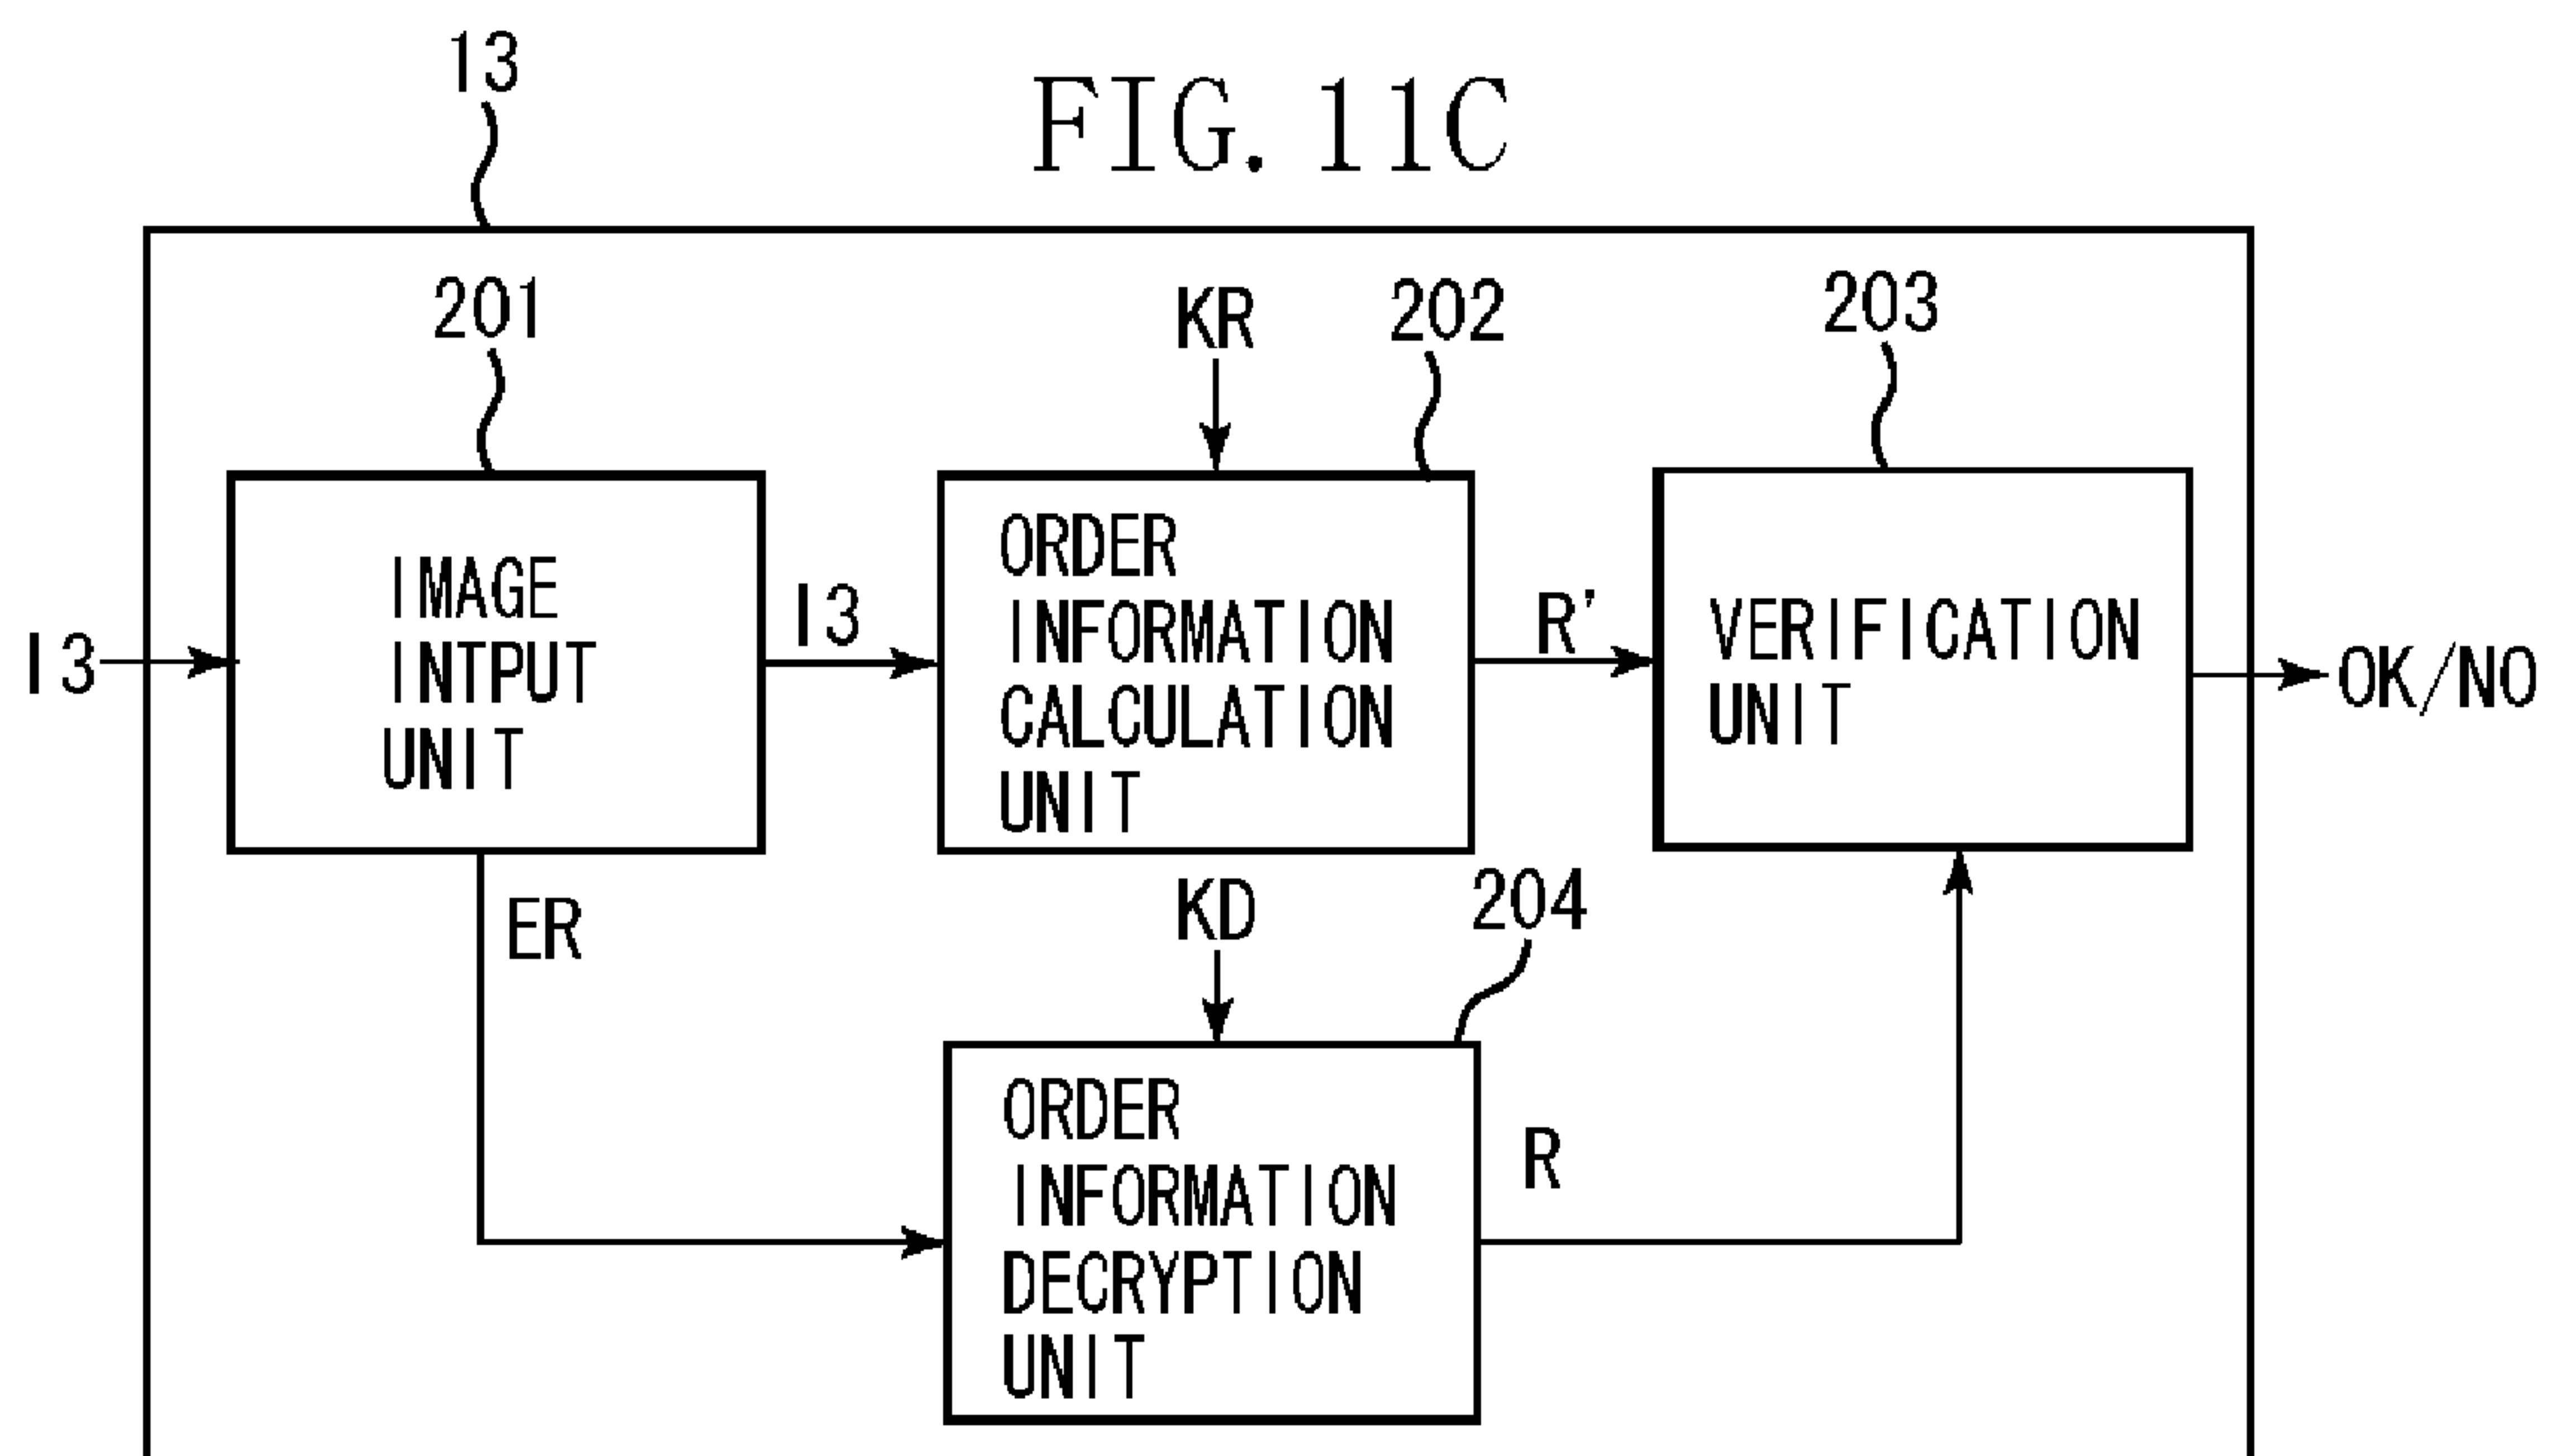 FIG. 11C
13
201
KR
202
203
IMAGE
INTPUT
UNIT
ORDER
INFORMATION
CALCULATION
UNIT
VERIFICATION
UNIT
I3
I3
R'
OK/NO
ER
KD
204
ORDER
INFORMATION
DECRYPTION
UNIT
R